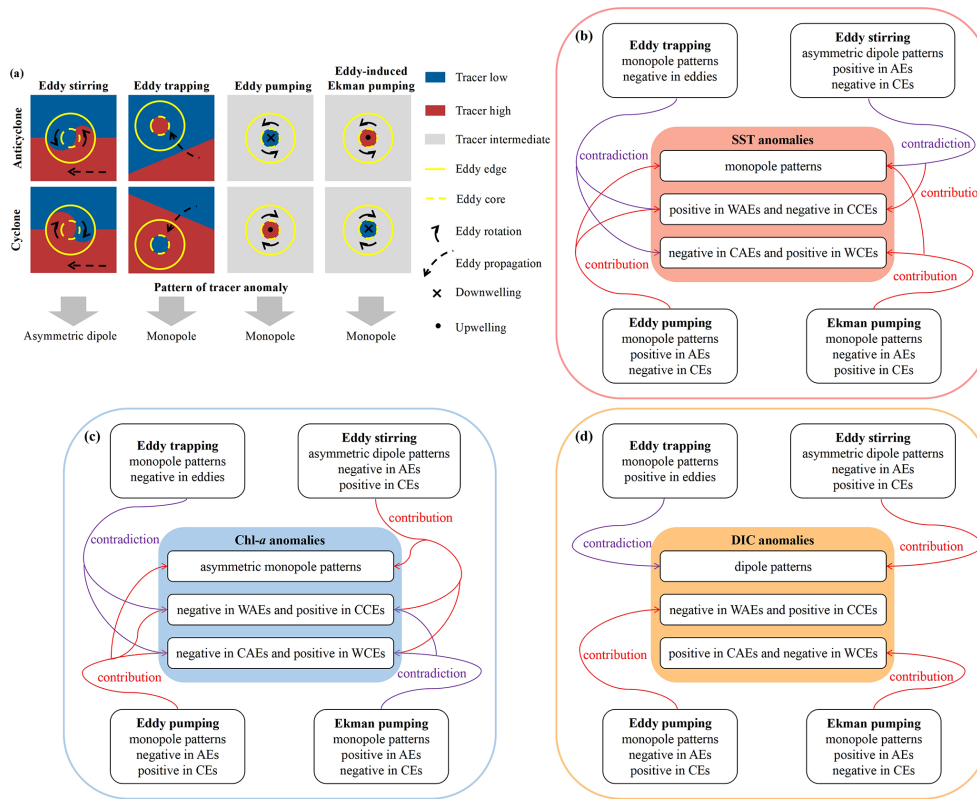 (a)
Eddy stirring
Eddy trapping
Eddy pumping
Eddy-induced
Ekman pumping
Anticyclone
Cyclone
Pattern of tracer anomaly
Asymmetric dipole
Monopole
Monopole
Monopole
Tracer low
Tracer high
Tracer intermediate
Eddy edge
Eddy core
Eddy rotation
Eddy propagation
Downwelling
Upwelling
(b)
Eddy trapping
monopole patterns
negative in eddies
Eddy stirring
asymmetric dipole patterns
positive in AEs
negative in CEs
contradiction
contradiction
SST anomalies
monopole patterns
positive in WAEs and negative in CCEs
negative in CAEs and positive in WCEs
contribution
contribution
contribution
Eddy pumping
monopole patterns
positive in AEs
negative in CEs
Ekman pumping
monopole patterns
negative in AEs
positive in CEs
(c)
Eddy trapping
monopole patterns
negative in eddies
Eddy stirring
asymmetric dipole patterns
negative in AEs
positive in CEs
contribution
contradiction
Chl-a anomalies
asymmetric monopole patterns
negative in WAEs and positive in CCEs
negative in CAEs and positive in WCEs
contribution
contradiction
Eddy pumping
monopole patterns
negative in AEs
positive in CEs
Ekman pumping
monopole patterns
positive in AEs
negative in CEs
(d)
Eddy trapping
monopole patterns
positive in eddies
Eddy stirring
asymmetric dipole patterns
negative in AEs
positive in CEs
contradiction
contribution
DIC anomalies
dipole patterns
negative in WAEs and positive in CCEs
positive in CAEs and negative in WCEs
contribution
contribution
Eddy pumping
monopole patterns
negative in AEs
positive in CEs
Ekman pumping
monopole patterns
positive in AEs
negative in CEs